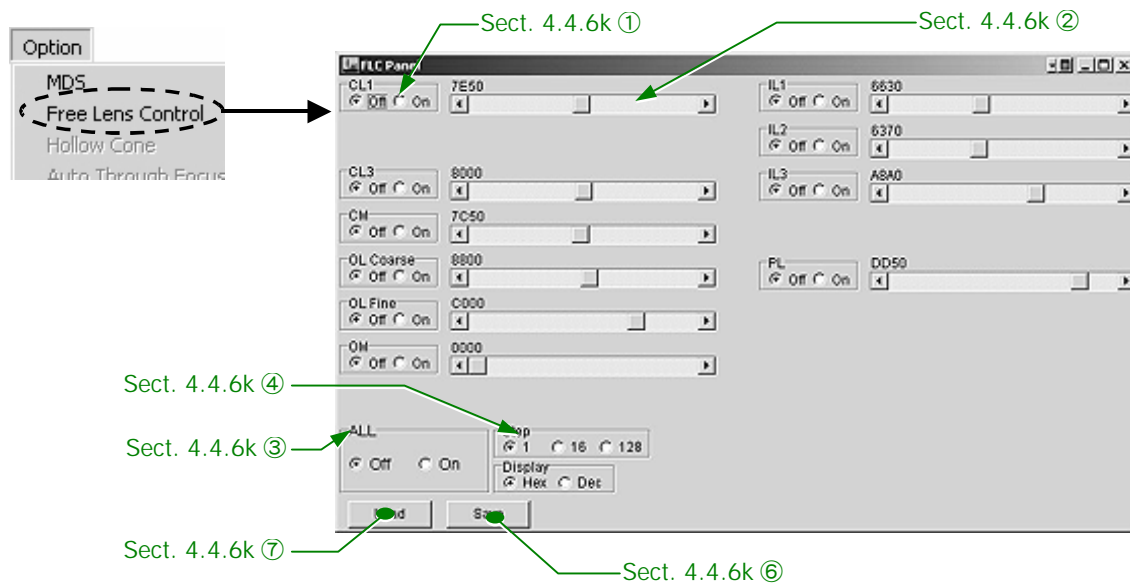 Sect. 4.4.6k ①
Sect. 4.4.6k ②
Option
MDS
Free Lens Control
Hollow Cone
Auto Through Focus
FLC Panel
CL1
Off On
7E50
IL1
Off On
6630
IL2
Off On
6370
CL3
Off On
8000
IL3
Off On
A8A0
CM
Off On
7C50
OL Coarse
Off On
8800
PL
Off On
DD50
OL Fine
Off On
C000
OM
Off On
0000
Sect. 4.4.6k ④
Sect. 4.4.6k ③
ALL
Off On
Step
1 16 128
Display
Hex Dec
Sect. 4.4.6k ⑦
Sect. 4.4.6k ⑥